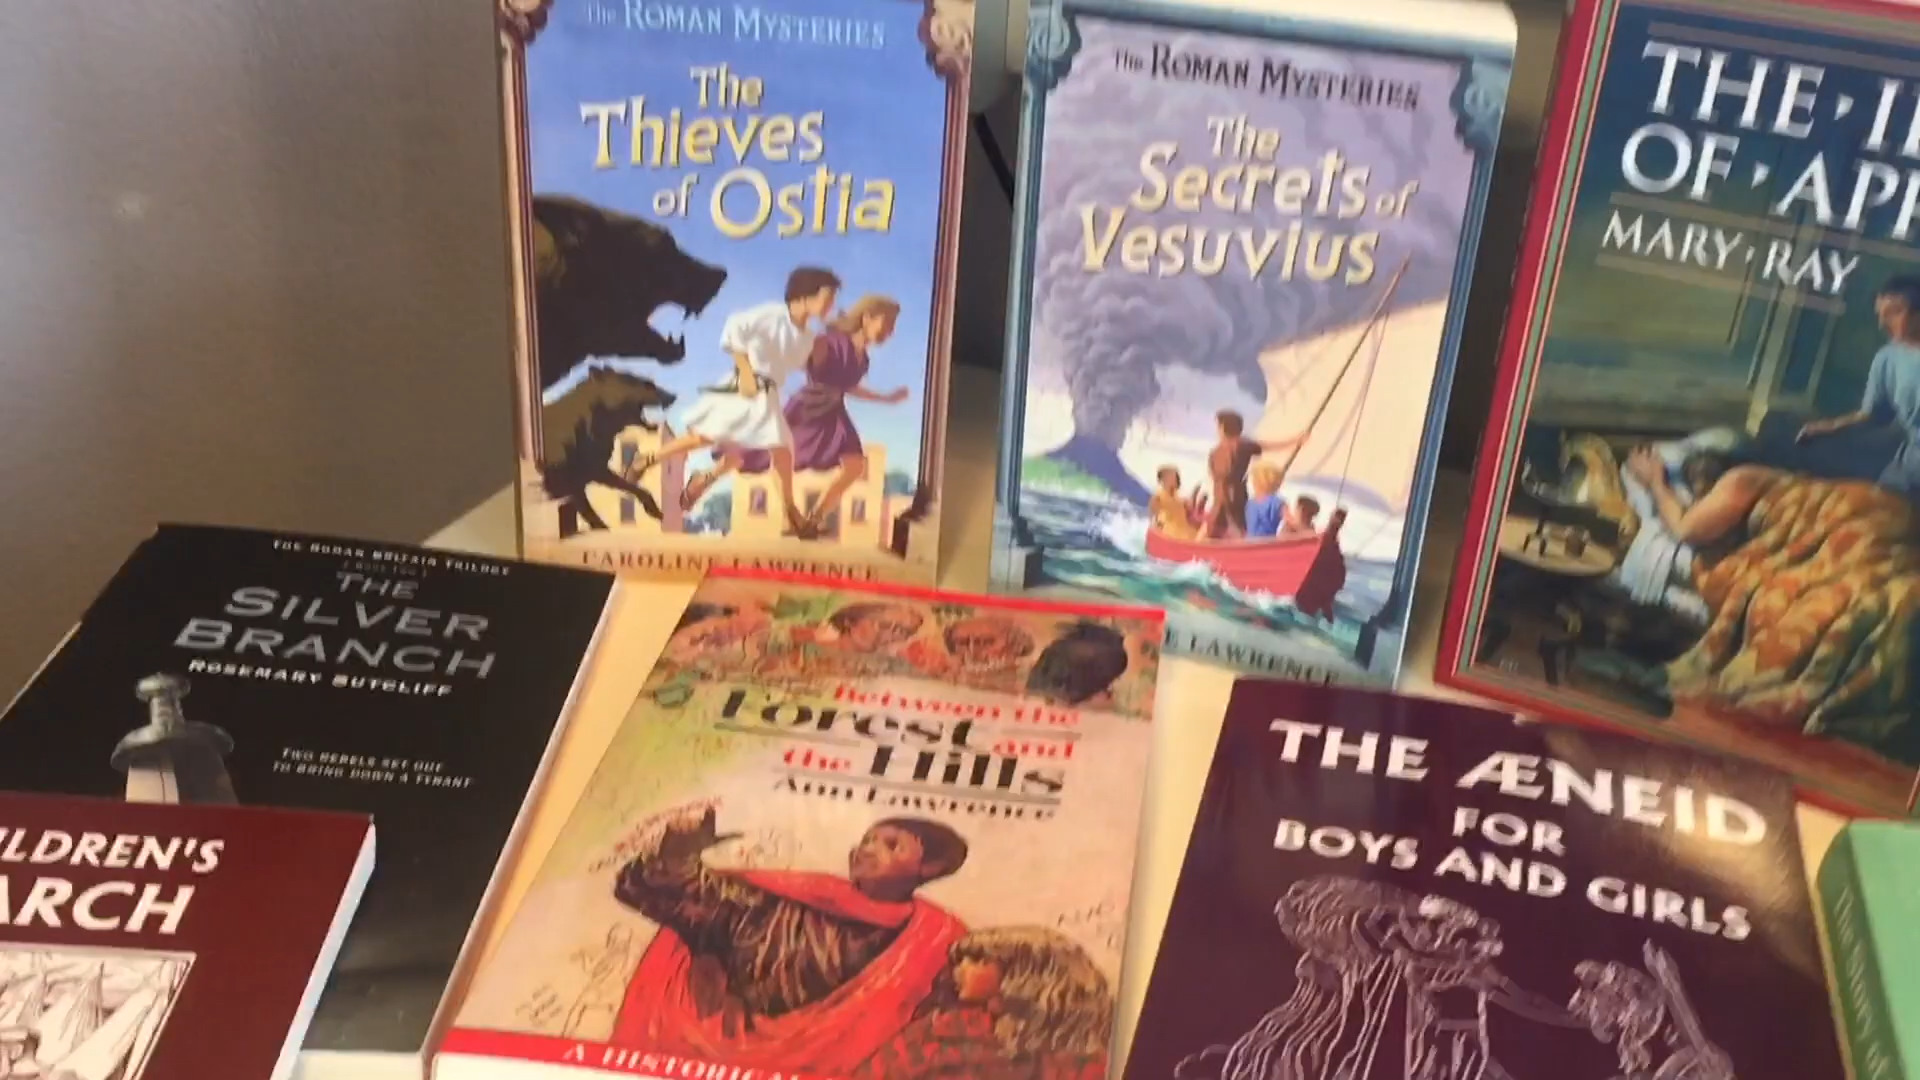 The ROMAN MYSTERIES
The
Thieves
of Ostia
CAROLINE LAWRENCE
The ROMAN MYSTERIES
The
Secrets of
Vesuvius
LAWRENCE
THE
OF
MARY RAY
THE ROMAN BRITAIN TRILOGY
THE
SILVER
BRANCH
ROSEMARY SUTCLIFF
TWO REBELS SET OUT
TO BRING DOWN A TYRANT
Between the
Forest and
the Hills
Ann Lawrence
A HISTORICAL
THE ÆNEID
FOR
BOYS AND GIRLS
ILDREN'S
ARCH